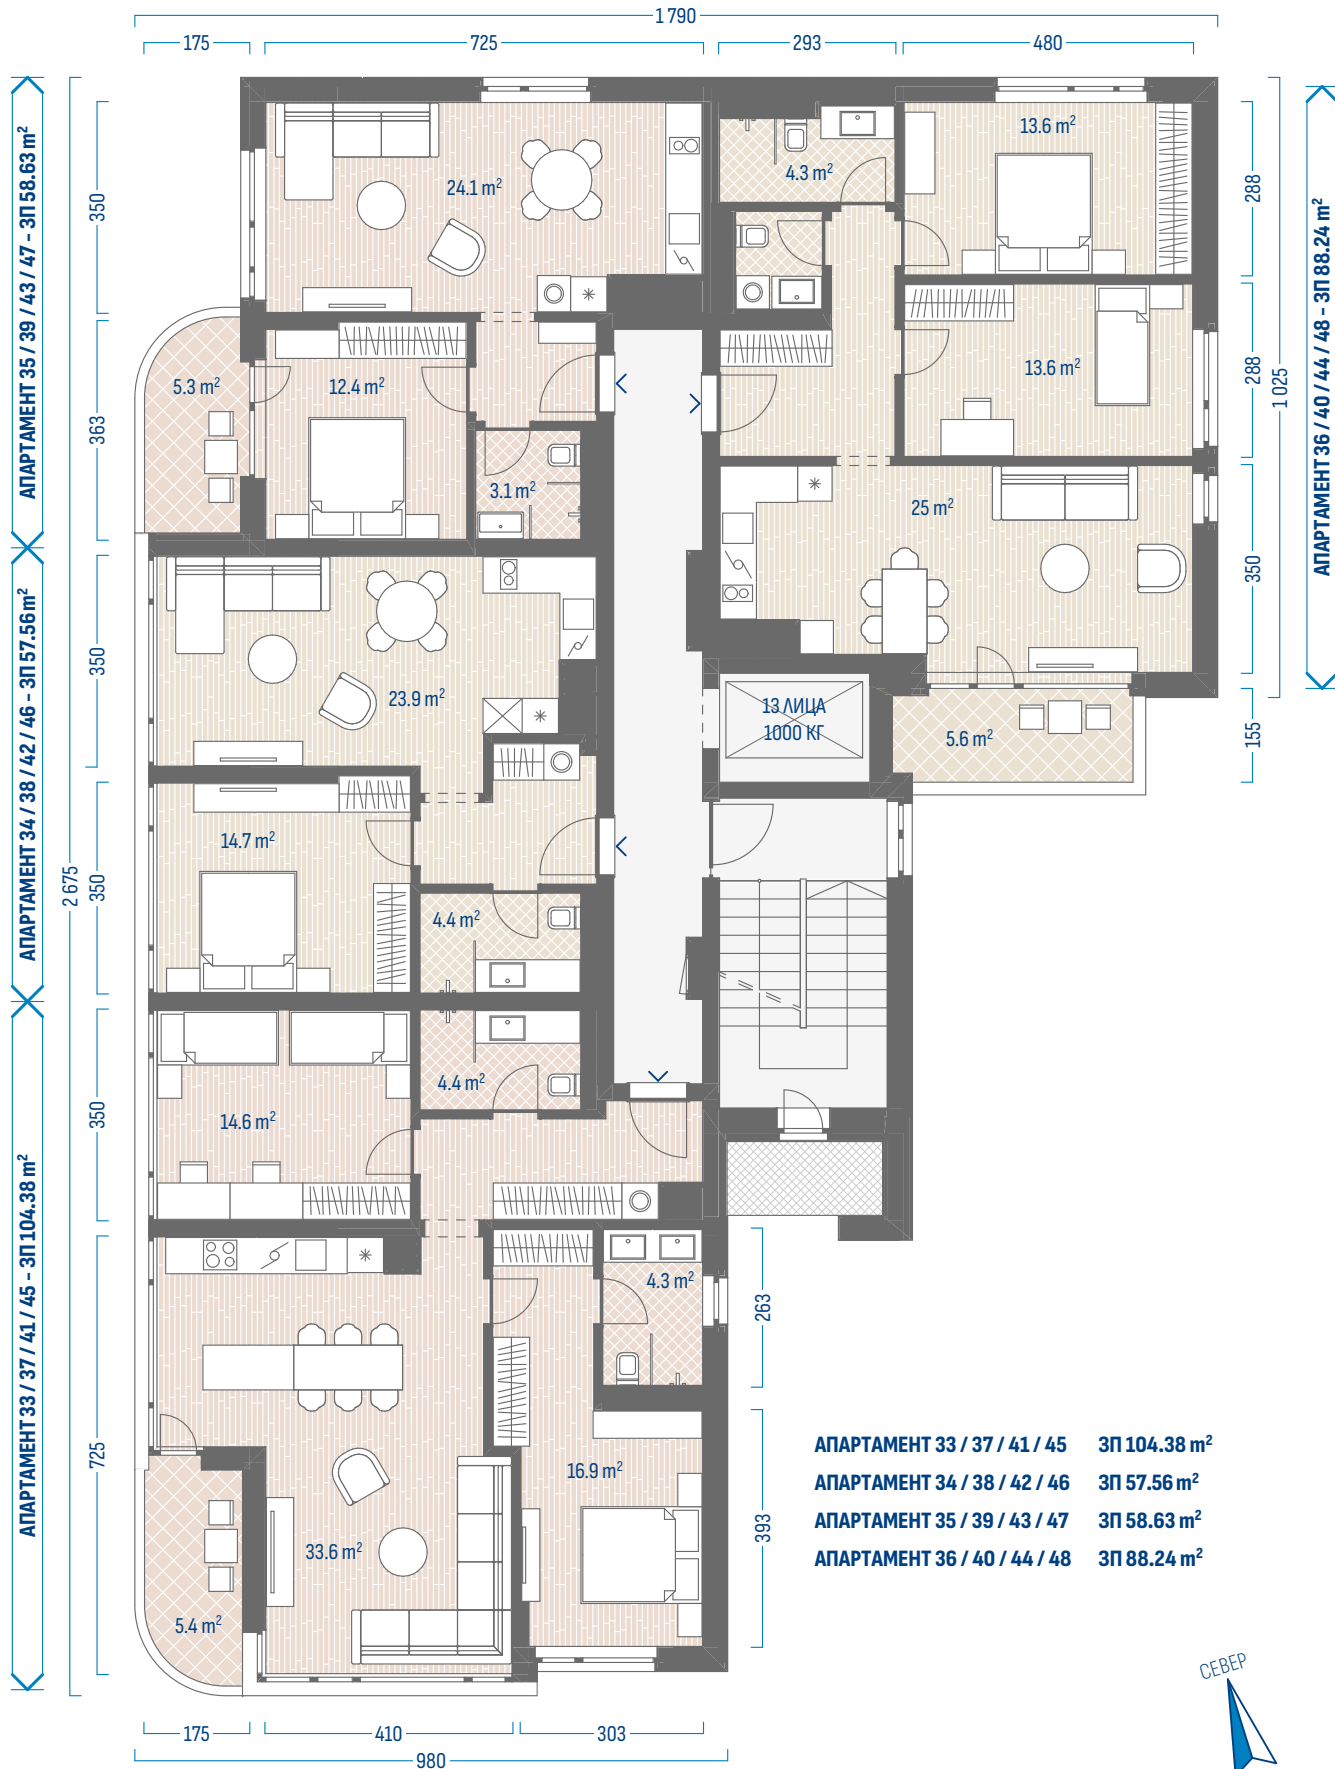 1 790
175
725
293
480
АПАРТАМЕНТ 35 / 39 / 43 / 47 – ЗП 58.63 m²
350
363
24.1 m²
5.3 m²
12.4 m²
3.1 m²
4.3 m²
13.6 m²
13.6 m²
25 m²
5.6 m²
288
288
350
155
1 025
АПАРТАМЕНТ 36 / 40 / 44 / 48 – ЗП 88.24 m²
АПАРТАМЕНТ 34 / 38 / 42 / 46 – ЗП 57.56 m²
350
350
2 675
23.9 m²
14.7 m²
4.4 m²
13 ЛИЦА
1000 КГ
АПАРТАМЕНТ 33 / 37 / 41 / 45 – ЗП 104.38 m²
350
725
4.4 m²
14.6 m²
4.3 m²
16.9 m²
33.6 m²
5.4 m²
263
393
АПАРТАМЕНТ 33 / 37 / 41 / 45 ЗП 104.38 m²
АПАРТАМЕНТ 34 / 38 / 42 / 46 ЗП 57.56 m²
АПАРТАМЕНТ 35 / 39 / 43 / 47 ЗП 58.63 m²
АПАРТАМЕНТ 36 / 40 / 44 / 48 ЗП 88.24 m²
СЕВЕР
175
410
303
980